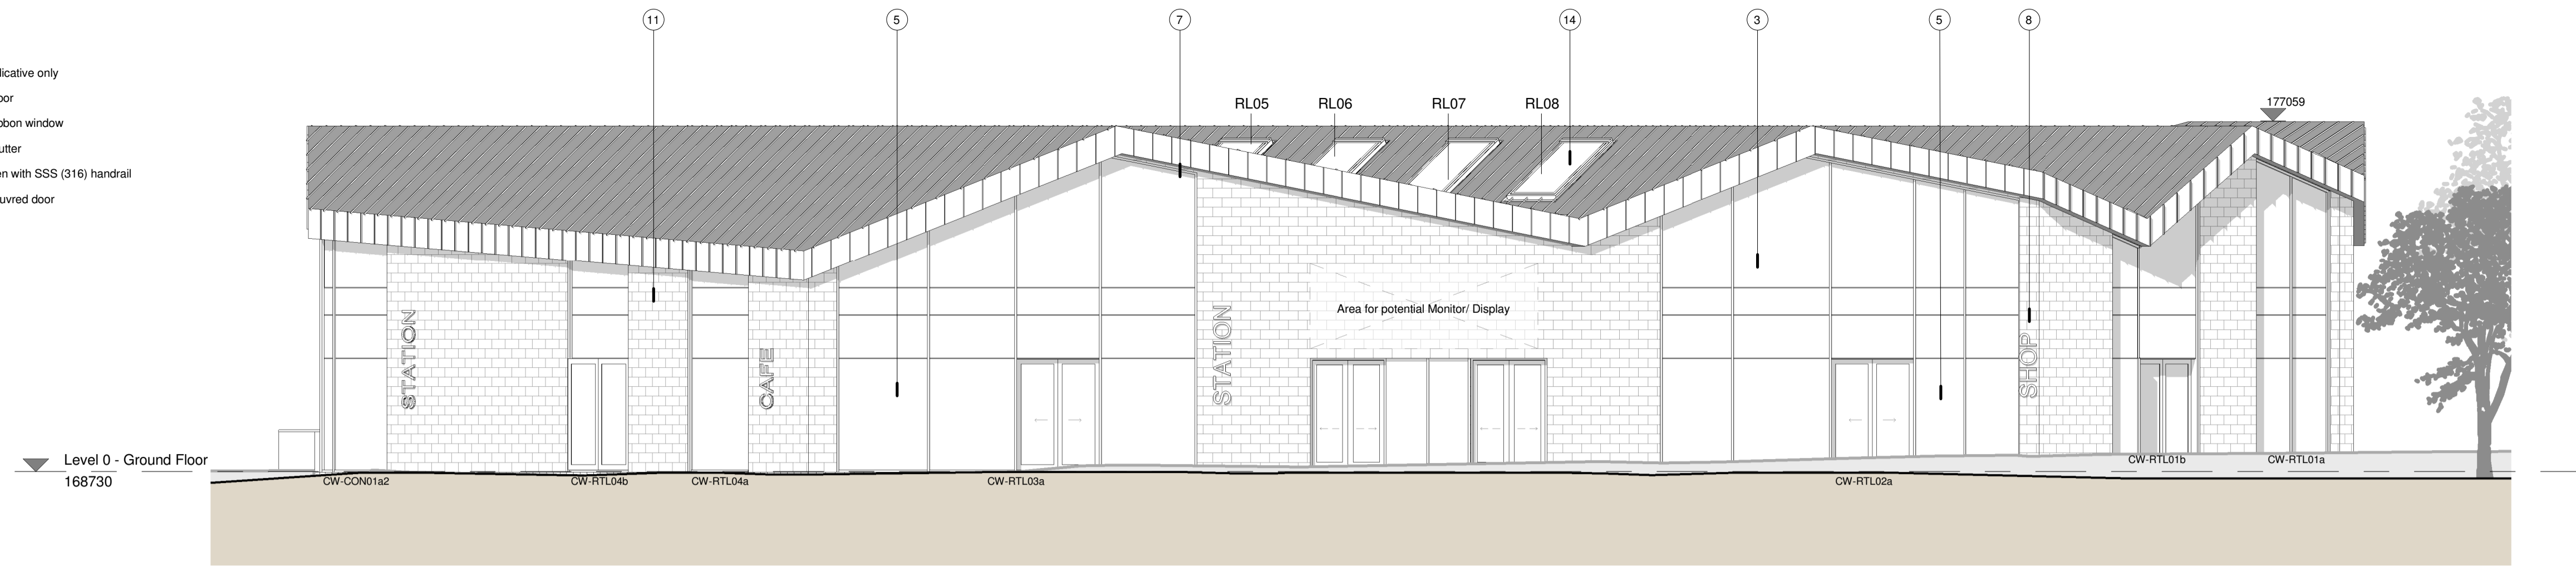 11
5
7
14
3
5
8
licative only
oor
bbon window
utter
en with SSS (316) handrail
uvred door
RL05
RL06
RL07
RL08
177059
STATION
CAFE
STATION
Area for potential Monitor/ Display
SHOP
Level 0 - Ground Floor
168730
CW-CON01a2
CW-RTL04b
CW-RTL04a
CW-RTL03a
CW-RTL02a
CW-RTL01b
CW-RTL01a